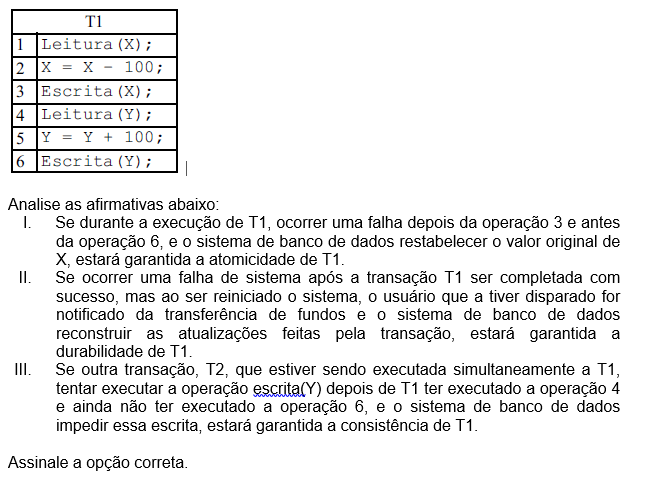 T1
1 Leitura(X);
2 X = X - 100;
3 Escrita(X);
4 Leitura(Y);
5 Y = Y + 100;
6 Escrita(Y);
Analise as afirmativas abaixo:
I. Se durante a execução de T1, ocorrer uma falha depois da operação 3 e antes
da operação 6, e o sistema de banco de dados restabelecer o valor original de
X, estará garantida a atomicidade de T1.
II. Se ocorrer uma falha de sistema após a transação T1 ser completada com
sucesso, mas ao ser reiniciado o sistema, o usuário que a tiver disparado for
notificado da transferência de fundos e o sistema de banco de dados
reconstruir as atualizações feitas pela transação, estará garantida a
durabilidade de T1.
III. Se outra transação, T2, que estiver sendo executada simultaneamente a T1,
tentar executar a operação escrita(Y) depois de T1 ter executado a operação 4
e ainda não ter executado a operação 6, e o sistema de banco de dados
impedir essa escrita, estará garantida a consistência de T1.
Assinale a opção correta.